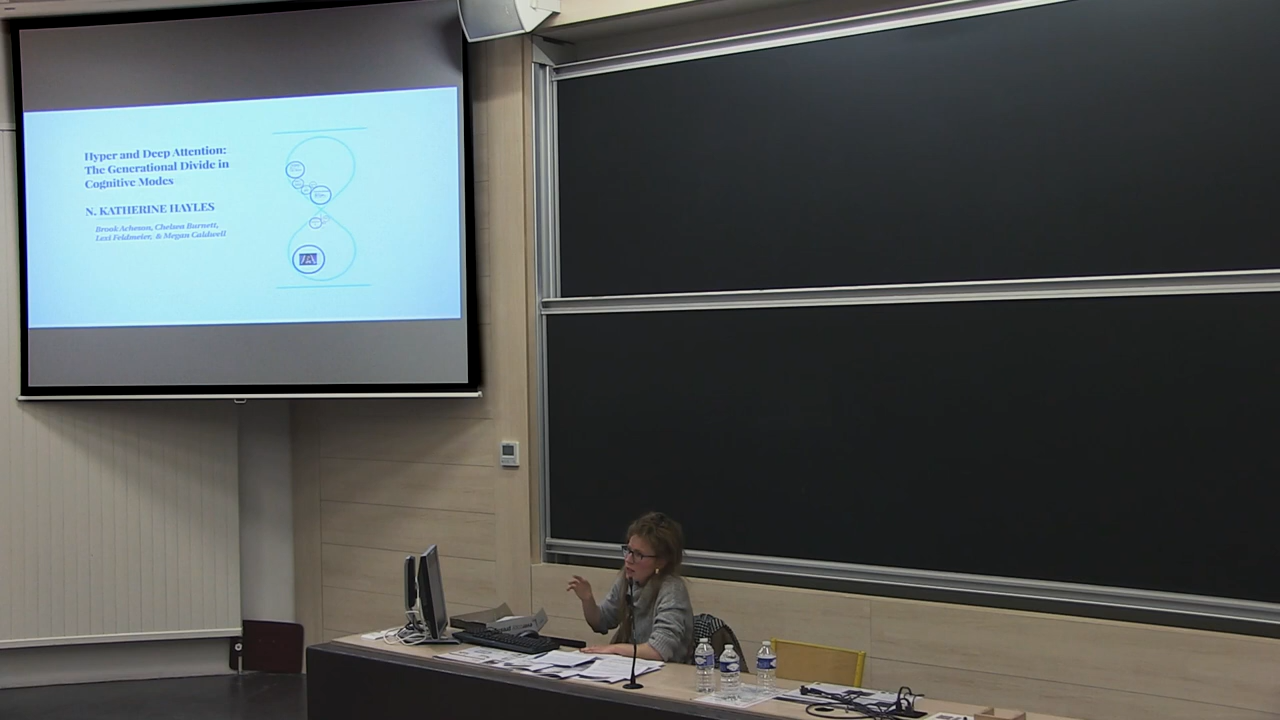 Hyper and Deep Attention:
The Generational Divide in
Cognitive Modes
N. KATHERINE HAYLES
Brook Acheson, Chelsea Burnett,
Lexi Feldmeier, & Megan Caldwell